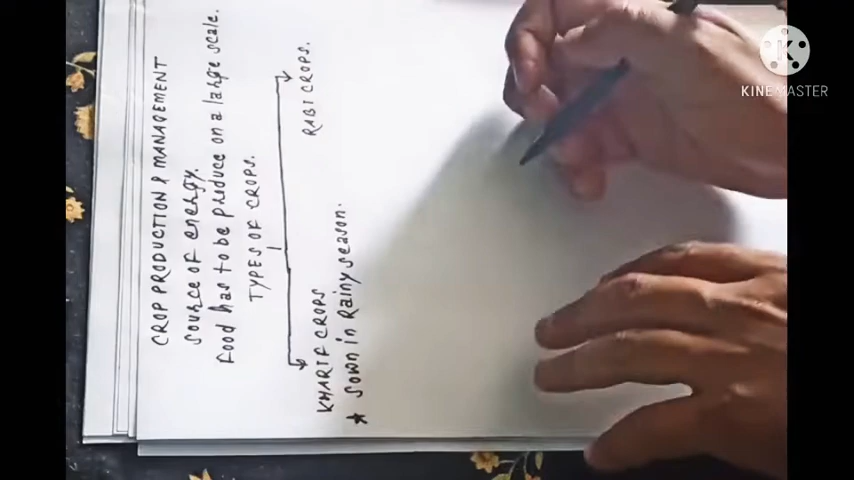 CROP PRODUCTION & MANAGEMENT
source of energy.
Food has to be produce on a large scale.
TYPES OF CROPS.
KHARIF CROPS
RABI CROPS.
★ sown in Rainy season.
K
KINEMASTER